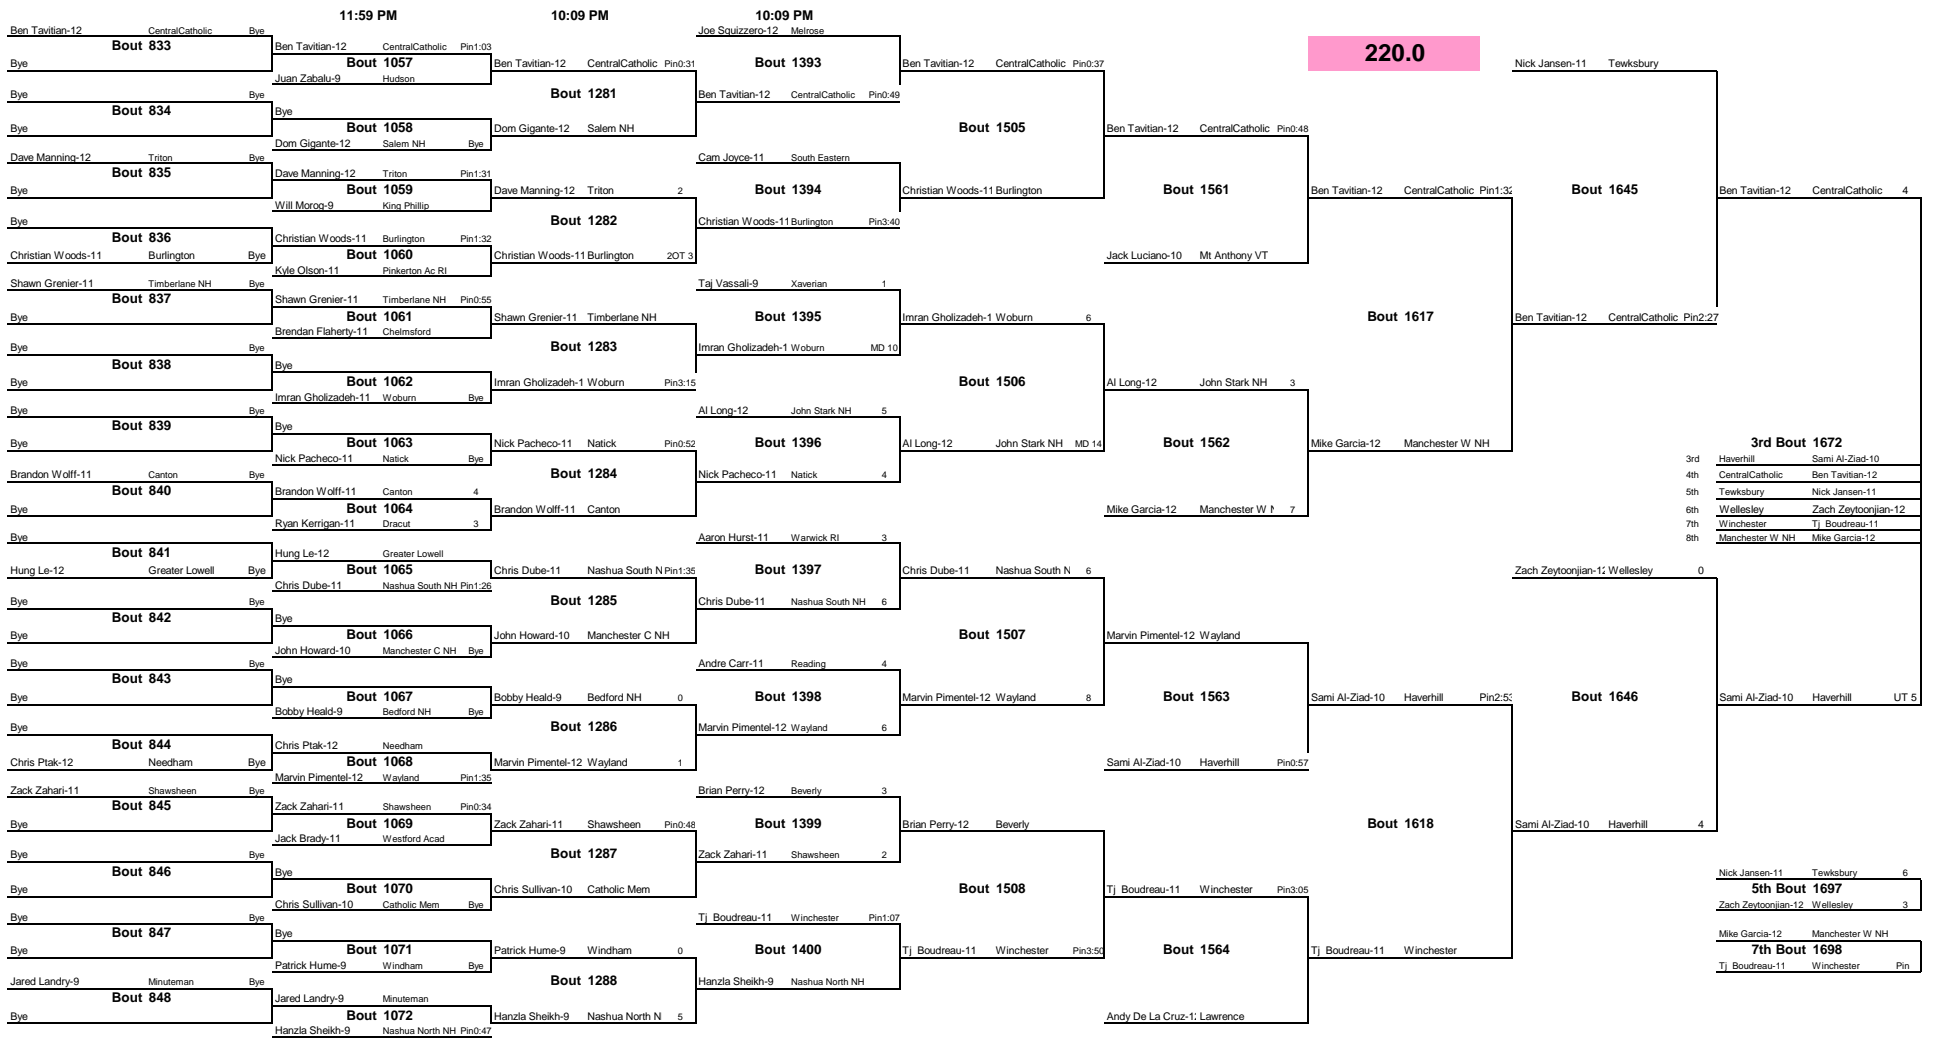 11:59 PM 10:09 PM 10:09 PM
220.0
Ben Tavitian-12 CentralCatholic Bye
Bout 833
Bye
Bye Bye
Bout 834
Bye
Dave Manning-12 Triton Bye
Bout 835
Bye
Bye Bye
Bout 836
Christian Woods-11 Burlington Bye
Shawn Grenier-11 Timberlane NH Bye
Bout 837
Bye
Bye Bye
Bout 838
Bye
Bye Bye
Bout 839
Bye
Brandon Wolff-11 Canton Bye
Bout 840
Bye
Bye Bye
Bout 841
Hung Le-12 Greater Lowell Bye
Bye Bye
Bout 842
Bye
Bye Bye
Bout 843
Bye
Bye Bye
Bout 844
Chris Ptak-12 Needham Bye
Zack Zahari-11 Shawsheen Bye
Bout 845
Bye
Bye Bye
Bout 846
Bye
Bye Bye
Bout 847
Bye
Jared Landry-9 Minuteman Bye
Bout 848
Bye
Ben Tavitian-12 CentralCatholic Pin1:03
Bout 1057
Juan Zabalu-9 Hudson
Bye
Bout 1058
Dom Gigante-12 Salem NH Bye
Dave Manning-12 Triton Pin1:31
Bout 1059
Will Morog-9 King Phillip
Christian Woods-11 Burlington Pin1:32
Bout 1060
Kyle Olson-11 Pinkerton Ac RI
Shawn Grenier-11 Timberlane NH Pin0:55
Bout 1061
Brendan Flaherty-11 Chelmsford
Bye
Bout 1062
Imran Gholizadeh-11 Woburn Bye
Bye
Bout 1063
Nick Pacheco-11 Natick Bye
Brandon Wolff-11 Canton 4
Bout 1064
Ryan Kerrigan-11 Dracut 3
Hung Le-12 Greater Lowell
Bout 1065
Chris Dube-11 Nashua South NH Pin1:26
Bye
Bout 1066
John Howard-10 Manchester C NH Bye
Bye
Bout 1067
Bobby Heald-9 Bedford NH Bye
Chris Ptak-12 Needham
Bout 1068
Marvin Pimentel-12 Wayland Pin1:35
Zack Zahari-11 Shawsheen Pin0:34
Bout 1069
Jack Brady-11 Westford Acad
Bye
Bout 1070
Chris Sullivan-10 Catholic Mem Bye
Bye
Bout 1071
Patrick Hume-9 Windham Bye
Jared Landry-9 Minuteman
Bout 1072
Hanzla Sheikh-9 Nashua North NH Pin0:47
Ben Tavitian-12 CentralCatholic Pin0:31
Bout 1281
Dom Gigante-12 Salem NH
Dave Manning-12 Triton 2
Bout 1282
Christian Woods-11 Burlington 2OT 3
Shawn Grenier-11 Timberlane NH
Bout 1283
Imran Gholizadeh-1 Woburn Pin3:15
Nick Pacheco-11 Natick Pin0:52
Bout 1284
Brandon Wolff-11 Canton
Chris Dube-11 Nashua South N Pin1:35
Bout 1285
John Howard-10 Manchester C NH
Bobby Heald-9 Bedford NH 0
Bout 1286
Marvin Pimentel-12 Wayland 1
Zack Zahari-11 Shawsheen Pin0:48
Bout 1287
Chris Sullivan-10 Catholic Mem
Patrick Hume-9 Windham 0
Bout 1288
Hanzla Sheikh-9 Nashua North N 5
Joe Squizzero-12 Melrose
Bout 1393
Ben Tavitian-12 CentralCatholic Pin0:49
Cam Joyce-11 South Eastern
Bout 1394
Christian Woods-11 Burlington Pin3:40
Taj Vassali-9 Xaverian 1
Bout 1395
Imran Gholizadeh-1 Woburn MD 10
Al Long-12 John Stark NH 5
Bout 1396
Nick Pacheco-11 Natick 4
Aaron Hurst-11 Warwick RI 3
Bout 1397
Chris Dube-11 Nashua South NH 6
Andre Carr-11 Reading 4
Bout 1398
Marvin Pimentel-12 Wayland 6
Brian Perry-12 Beverly 3
Bout 1399
Zack Zahari-11 Shawsheen 2
Tj Boudreau-11 Winchester Pin1:07
Bout 1400
Hanzla Sheikh-9 Nashua North NH
Ben Tavitian-12 CentralCatholic Pin0:37
Bout 1505
Christian Woods-11 Burlington
Imran Gholizadeh-1 Woburn 6
Bout 1506
Al Long-12 John Stark NH MD 14
Chris Dube-11 Nashua South N 6
Bout 1507
Marvin Pimentel-12 Wayland 8
Brian Perry-12 Beverly
Bout 1508
Tj Boudreau-11 Winchester Pin3:50
Ben Tavitian-12 CentralCatholic Pin0:48
Bout 1561
Jack Luciano-10 Mt Anthony VT
Al Long-12 John Stark NH 3
Bout 1562
Mike Garcia-12 Manchester W 7
Marvin Pimentel-12 Wayland
Bout 1563
Sami Al-Ziad-10 Haverhill Pin0:57
Tj Boudreau-11 Winchester Pin3:05
Bout 1564
Andy De La Cruz-1 Lawrence
Ben Tavitian-12 CentralCatholic Pin1:32
Bout 1617
Mike Garcia-12 Manchester W NH
Sami Al-Ziad-10 Haverhill Pin2:53
Bout 1618
Tj Boudreau-11 Winchester
Nick Jansen-11 Tewksbury
Bout 1645
Ben Tavitian-12 CentralCatholic Pin2:27
Zach Zeytoonjian-12 Wellesley 0
Bout 1646
Sami Al-Ziad-10 Haverhill 4
Ben Tavitian-12 CentralCatholic 4
3rd Bout 1672
3rd Haverhill Sami Al-Ziad-10
4th CentralCatholic Ben Tavitian-12
5th Tewksbury Nick Jansen-11
6th Wellesley Zach Zeytoonjian-12
7th Winchester Tj Boudreau-11
8th Manchester W NH Mike Garcia-12
Sami Al-Ziad-10 Haverhill UT 5
Nick Jansen-11 Tewksbury 6
5th Bout 1697
Zach Zeytoonjian-12 Wellesley 3
Mike Garcia-12 Manchester W NH
7th Bout 1698
Tj Boudreau-11 Winchester Pin